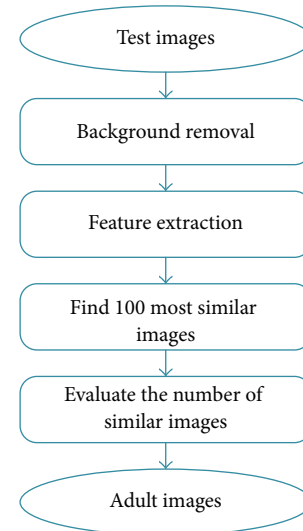 Test images
Background removal
Feature extraction
Find 100 most similar
images
Evaluate the number of
similar images
Adult images